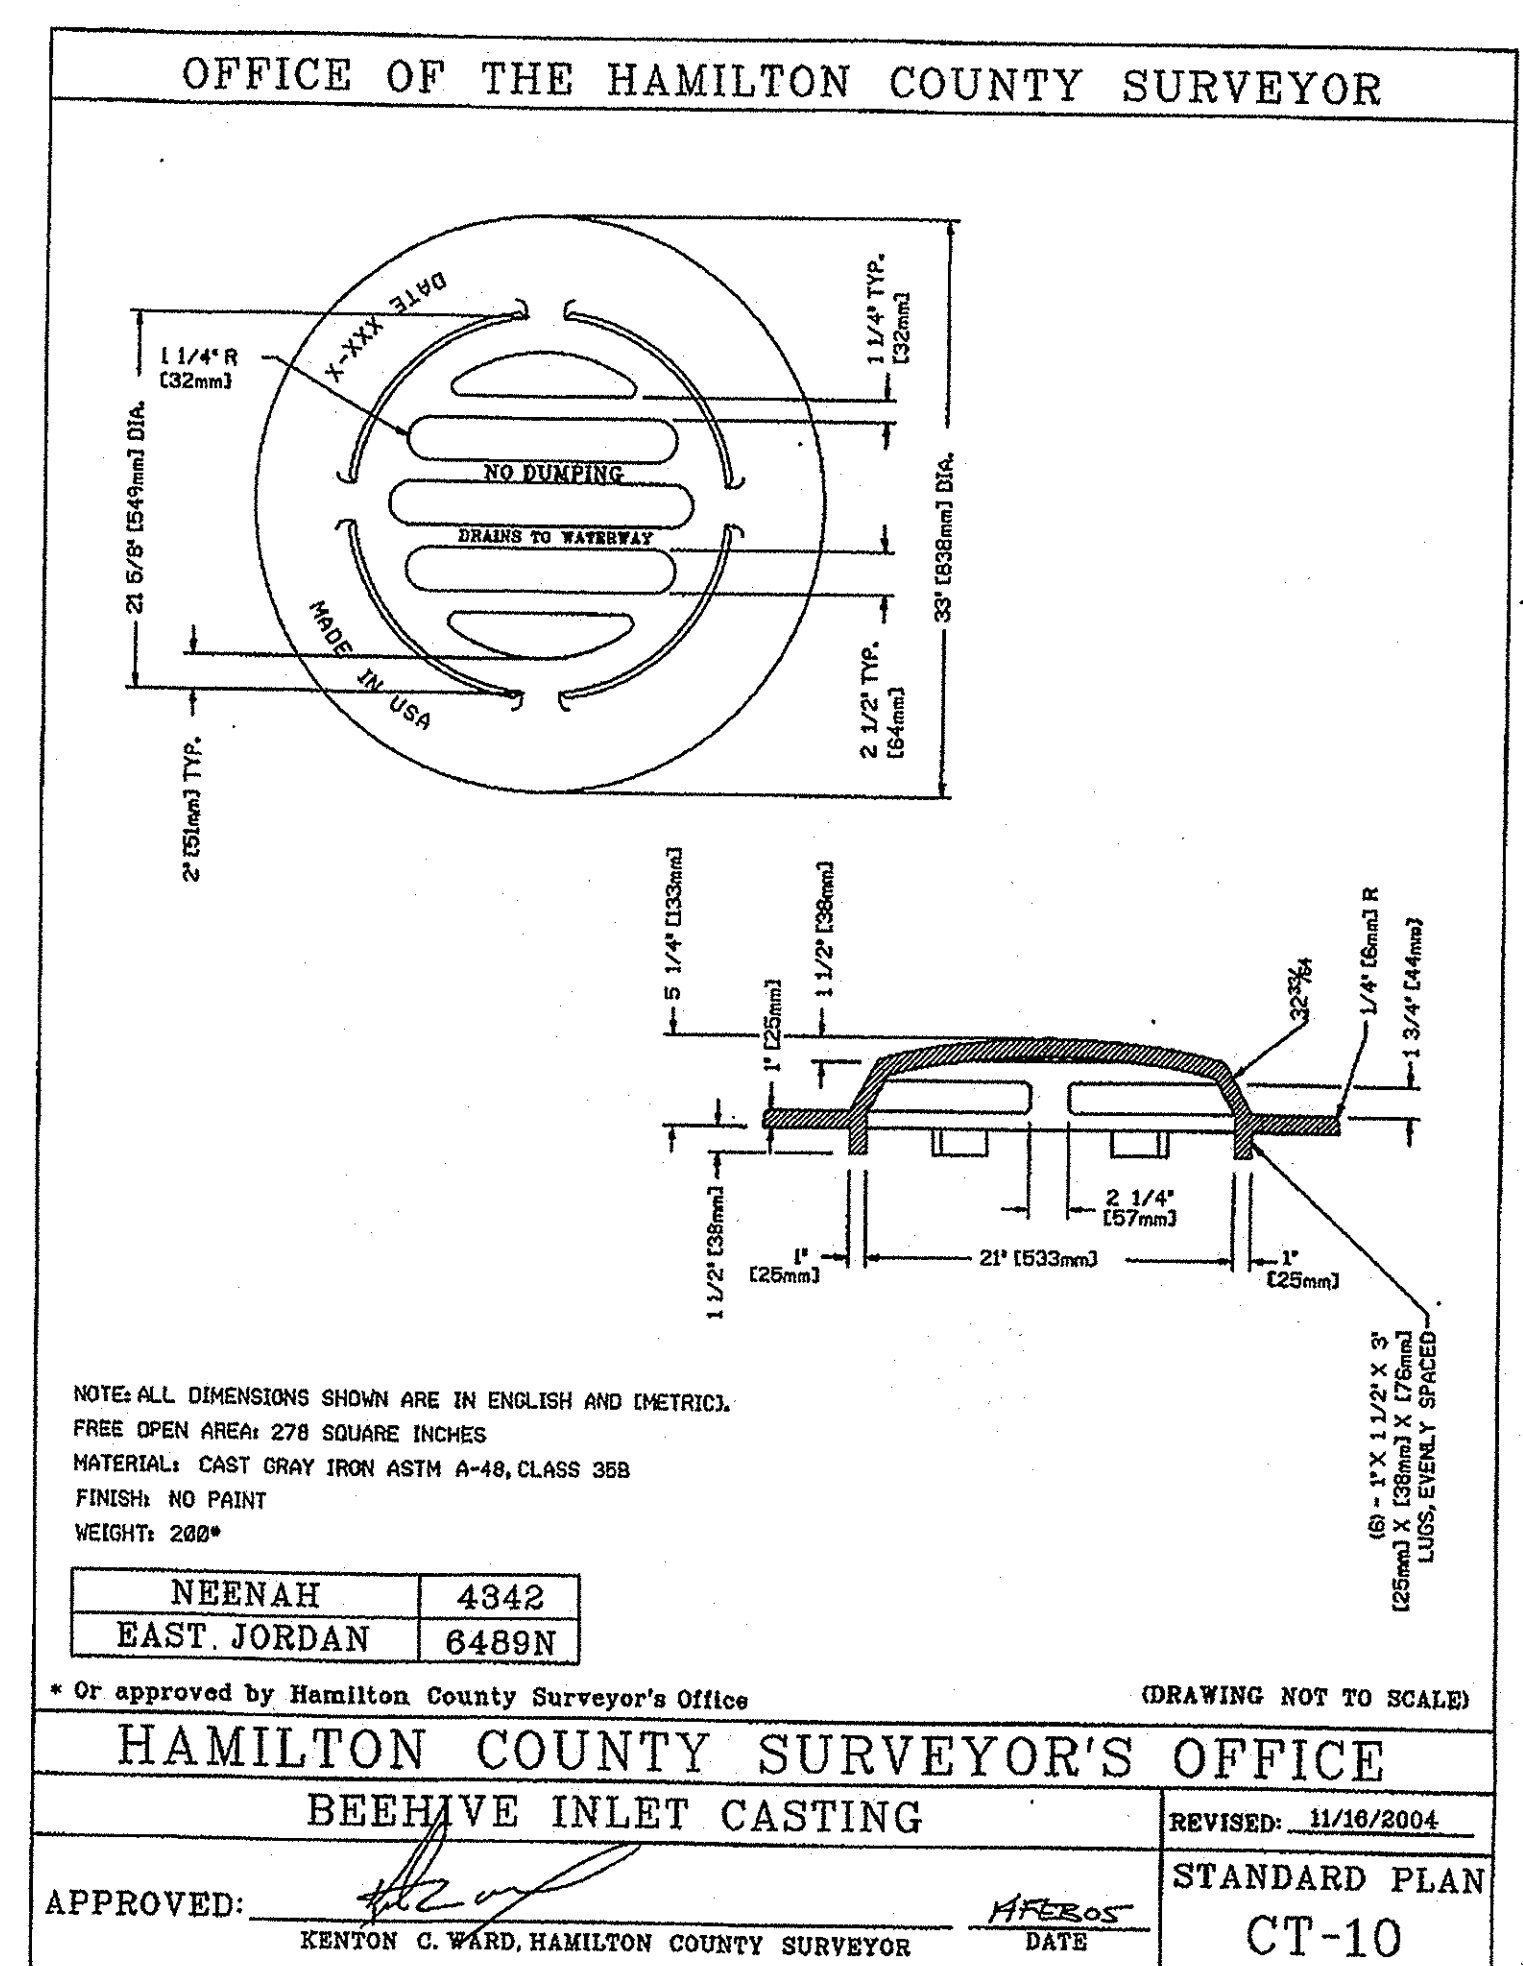 OFFICE OF THE HAMILTON COUNTY SURVEYOR
DATE XXX-X
1 1/4" R
[32mm]
21 5/8" [549mm] DIA.
1 1/4" TYP.
[32mm]
NO DUMPING
DRAINS TO WATERWAY
33" [838mm] DIA.
MADE IN USA
2 1/2" TYP.
[64mm]
2" [51mm] TYP.
5 1/4" [133mm]
1" [25mm]
1 1/2" [38mm]
32 33/64
1/4" [6mm] R
1 3/4" [44mm]
1 1/2" [38mm]
2 1/4"
[57mm]
1"
[25mm]
21" [533mm]
1"
[25mm]
(6) - 1" X 1 1/2" X 3"
[25mm] X [38mm] X [76mm]
LUGS, EVENLY SPACED
NOTE: ALL DIMENSIONS SHOWN ARE IN ENGLISH AND [METRIC].
FREE OPEN AREA: 278 SQUARE INCHES
MATERIAL: CAST GRAY IRON ASTM A-48, CLASS 35B
FINISH: NO PAINT
WEIGHT: 200#
NEENAH 4342
EAST JORDAN 6489N
* Or approved by Hamilton County Surveyor's Office
(DRAWING NOT TO SCALE)
HAMILTON COUNTY SURVEYOR'S OFFICE
BEEHIVE INLET CASTING
REVISED: 11/16/2004
APPROVED:
KENTON C. WARD, HAMILTON COUNTY SURVEYOR
DATE
STANDARD PLAN
CT-10